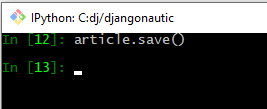 IPython: C:dj/djangonautic
In [12]: article.save()
In [13]: